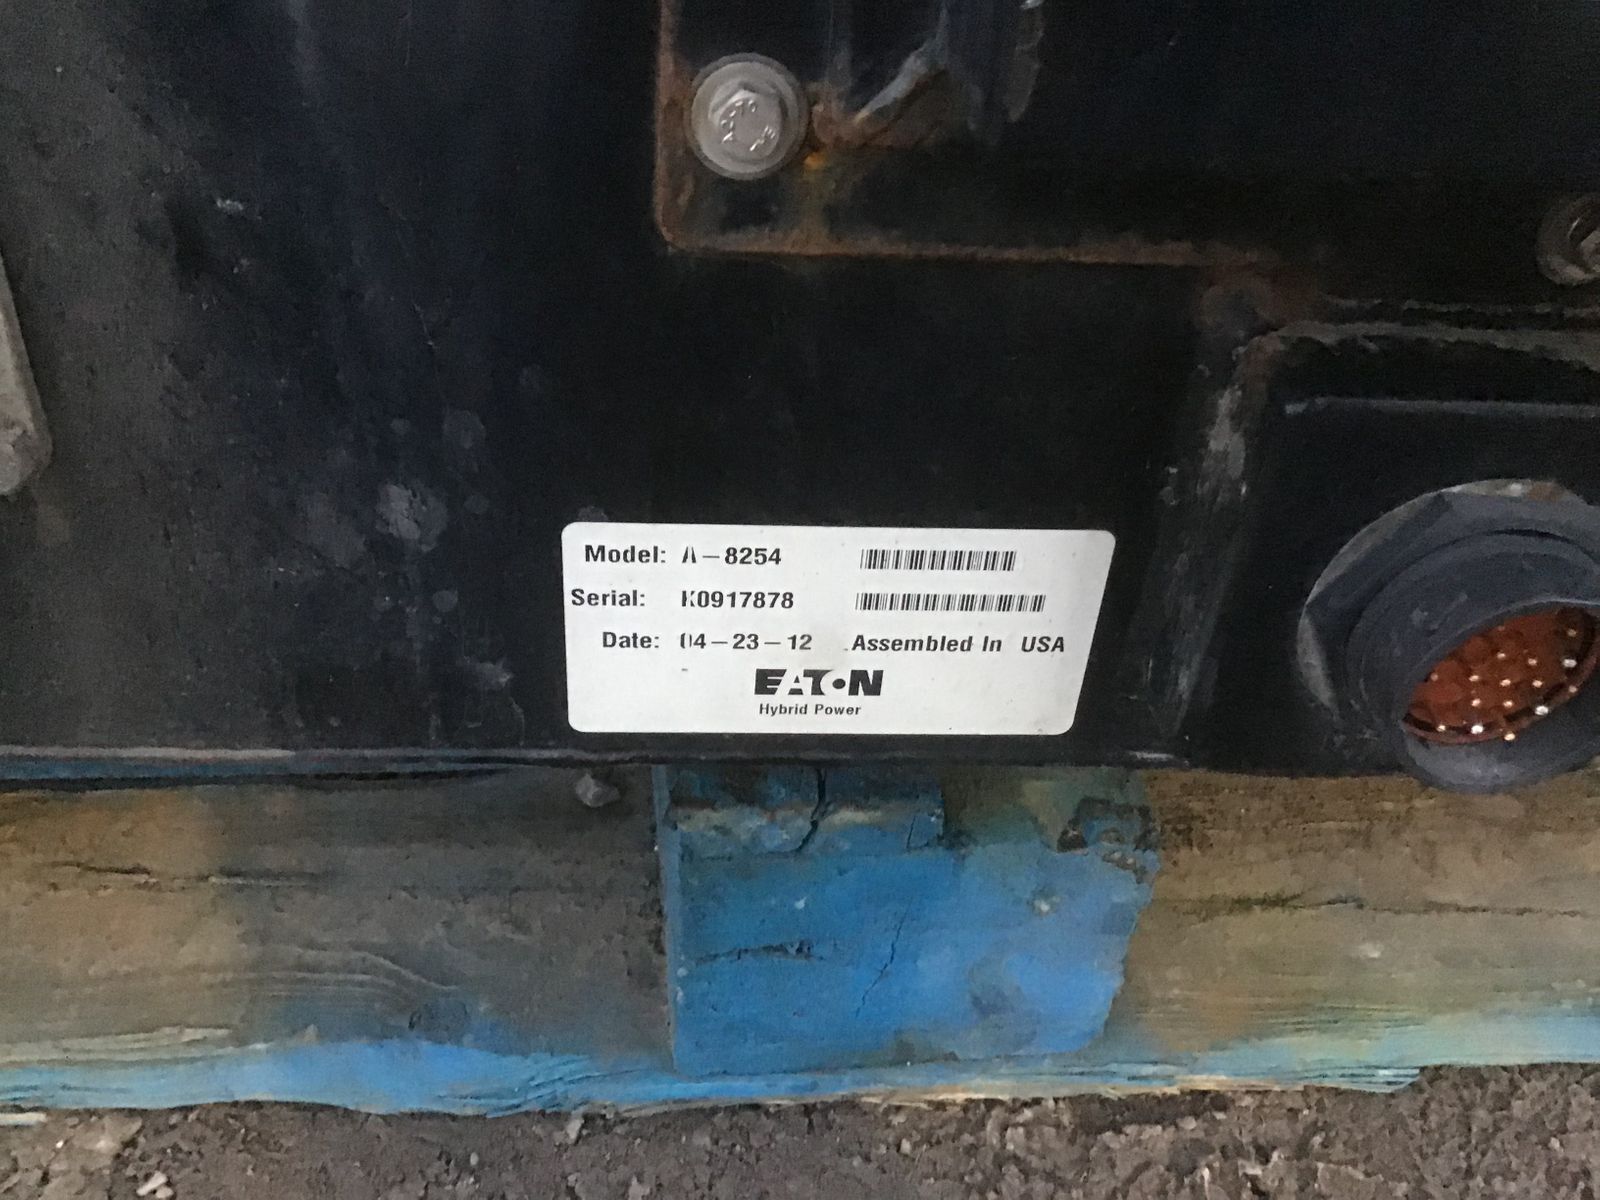 Model: A-8254
Serial: K0917878
Date: 04-23-12 Assembled In USA
EATON
Hybrid Power